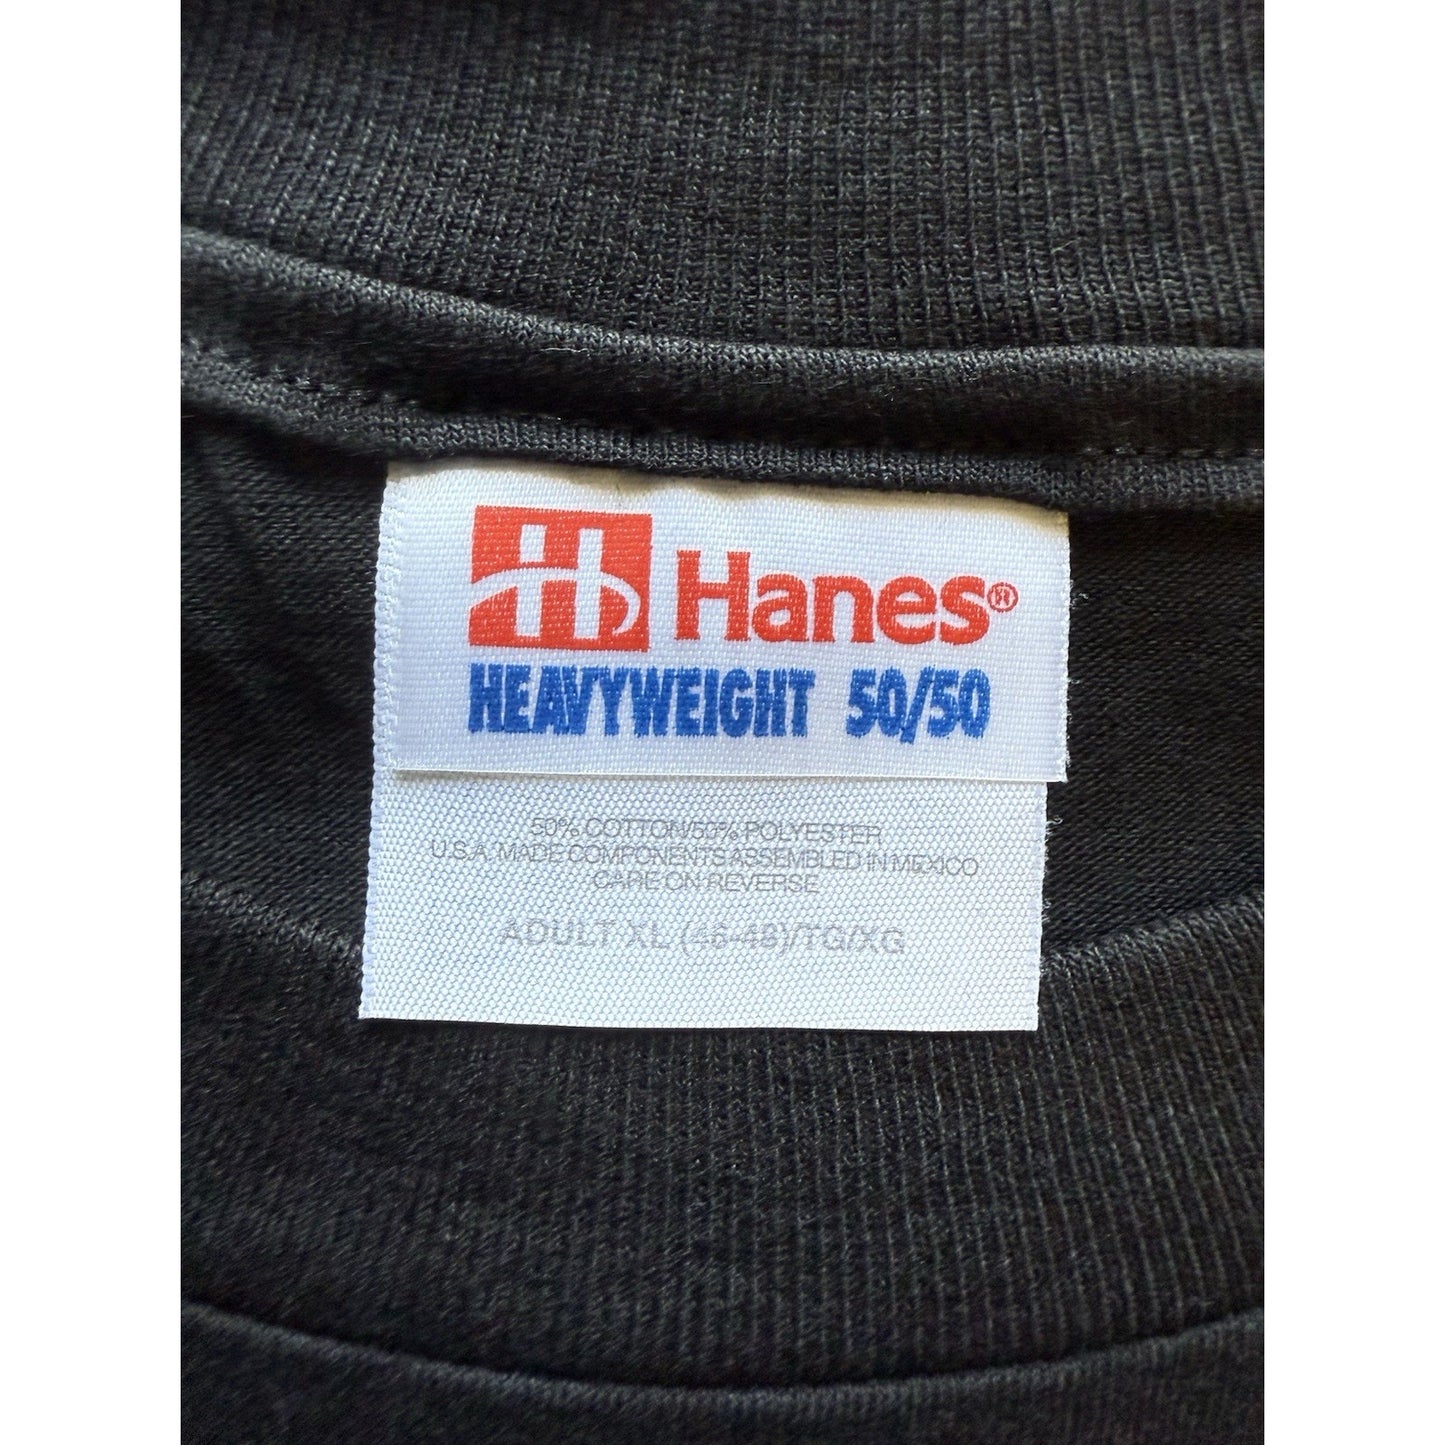 H Hanes®
HEAVYWEIGHT 50/50
50% COTTON/50% POLYESTER
U.S.A. MADE COMPONENTS ASSEMBLED IN MEXICO
CARE ON REVERSE
ADULT XL (46-48)/TG/XG